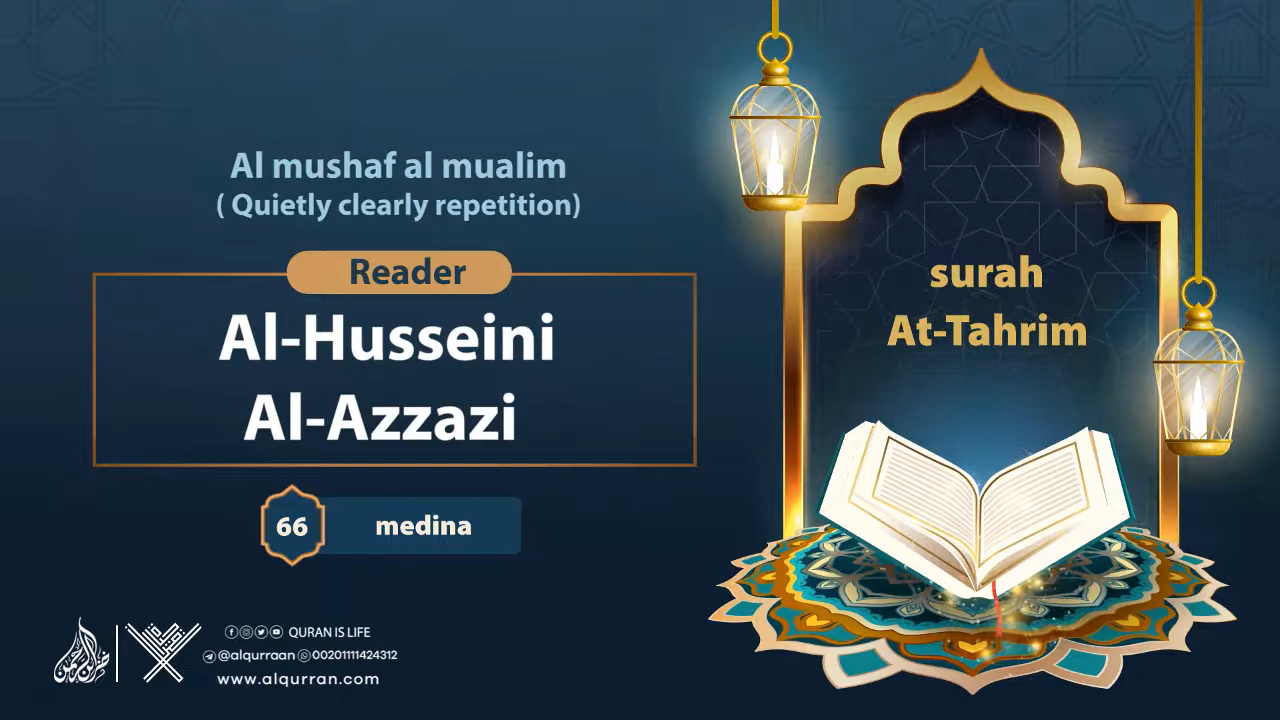 Al mushaf al mualim
( Quietly clearly repetition)
Reader
Al-Husseini
Al-Azzazi
66
medina
surah
At-Tahrim
QURAN IS LIFE
@alqurraan 00201111424312
www.alqurran.com